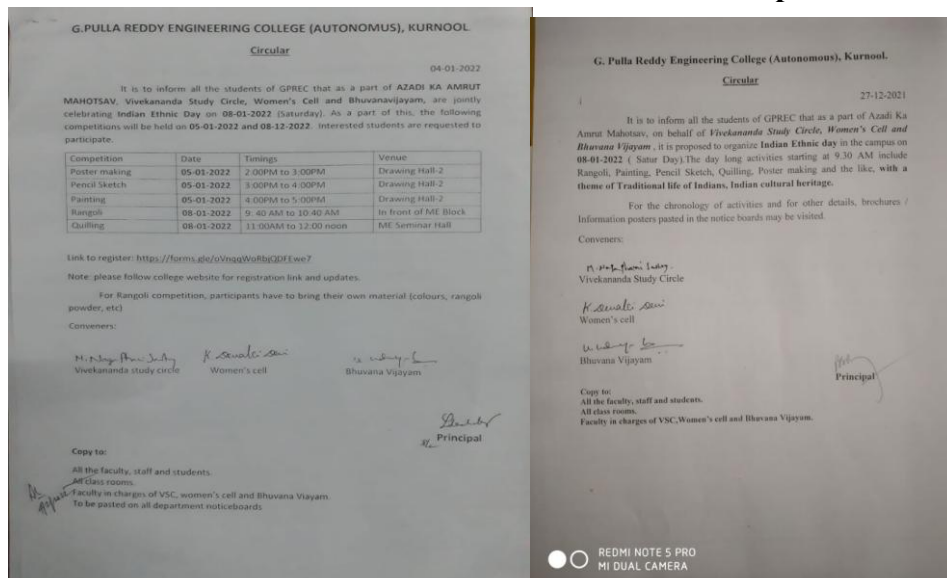 G.PULLA REDDY ENGINEERING COLLEGE (AUTONOMUS), KURNOOL
Circular
04-01-2022
It is to inform all the students of GPREC that as a part of AZADI KA AMRUT
MAHOTSAV, Vivekananda Study Circle, Women's Cell and Bhuvanavijayam, are jointly
celebrating Indian Ethnic Day on 08-01-2022 (Saturday). As a part of this, the following
competitions will be held on 05-01-2022 and 08-12-2022. Interested students are requested to
participate.
Competition Date Timings Venue
Poster making 05-01-2022 2:00PM to 3:00PM Drawing Hall-2
Pencil Sketch 05-01-2022 3:00PM to 4:00PM Drawing Hall-2
Painting 05-01-2022 4:00PM to 5:00PM Drawing Hall-2
Rangoli 08-01-2022 9: 40 AM to 10:40 AM In front of ME Block
Quilling 08-01-2022 11:00AM to 12:00 noon ME Seminar Hall
Link to register:
Note: please follow college website for registration link and updates.
For Rangoli competition, participants have to bring their own material (colours, rangoli
powder, etc)
Conveners:
Vivekananda study circle Women's cell Bhuvana Vijayam
Principal
Copy to:
All the faculty, staff and students.
All class rooms.
Faculty in charges of VSC, women's cell and Bhuvana Viayam.
To be pasted on all department noticeboards
G. Pulla Reddy Engineering College (Autonomous), Kurnool.
Circular
27-12-2021
It is to inform all the students of GPREC that as a part of Azadi Ka
Amrut Mahotsav, on behalf of Vivekananda Study Circle, Women's Cell and
Bhuvana Vijayam , it is proposed to organize Indian Ethnic day in the campus on
08-01-2022 ( Satur Day).The day long activities starting at 9.30 AM include
Rangoli, Painting, Pencil Sketch, Quilling, Poster making and the like, with a
theme of Traditional life of Indians, Indian cultural heritage.
For the chronology of activities and for other details, brochures /
Information posters pasted in the notice boards may be visited.
Conveners:
Vivekananda Study Circle
Women's cell
Bhuvana Vijayam
Principal
Copy to:
All the faculty, staff and students.
All class rooms.
Faculty in charges of VSC,Women's cell and Bhuvana Vijayam.
REDMI NOTE 5 PRO
MI DUAL CAMERA